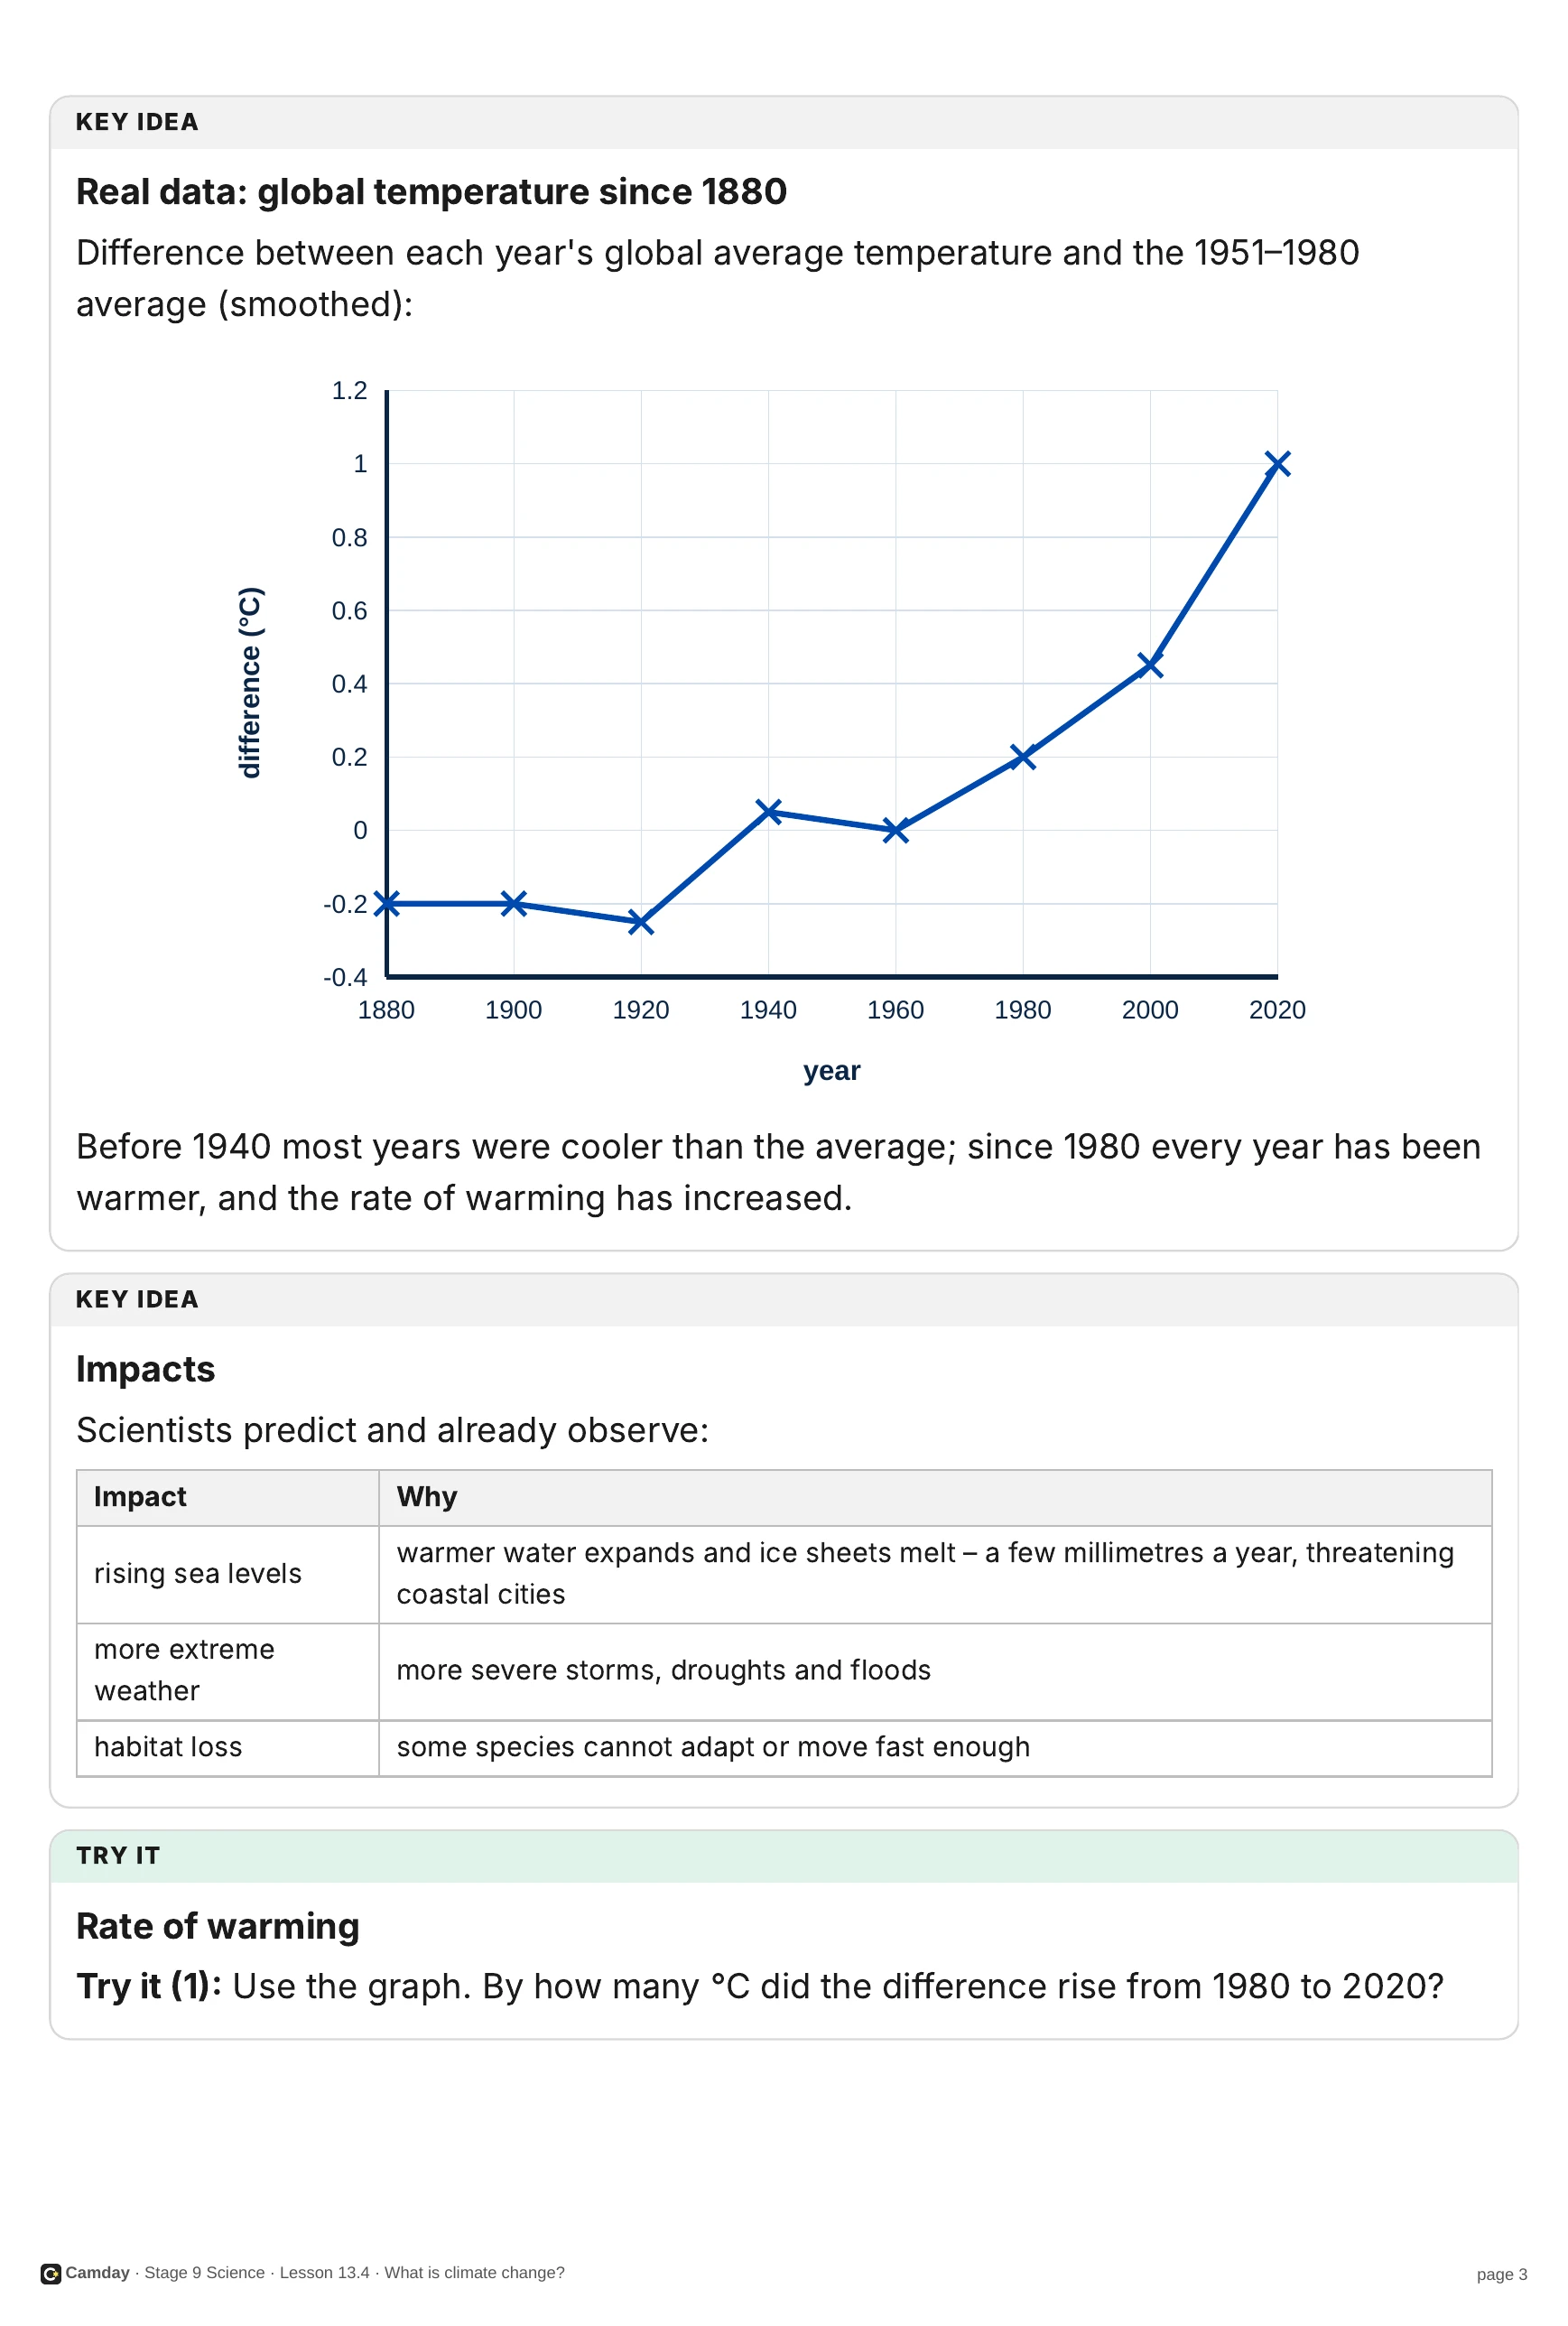 KEY IDEA
Real data: global temperature since 1880
Difference between each year's global average temperature and the 1951–1980
average (smoothed):
1.2
1
0.8
0.6
0.4
0.2
0
-0.2
-0.4
difference (°C)
1880 1900 1920 1940 1960 1980 2000 2020
year
Before 1940 most years were cooler than the average; since 1980 every year has been
warmer, and the rate of warming has increased.
KEY IDEA
Impacts
Scientists predict and already observe:
Impact Why
rising sea levels warmer water expands and ice sheets melt – a few millimetres a year, threatening
coastal cities
more extreme
weather more severe storms, droughts and floods
habitat loss some species cannot adapt or move fast enough
TRY IT
Rate of warming
Try it (1): Use the graph. By how many °C did the difference rise from 1980 to 2020?
Camday · Stage 9 Science · Lesson 13.4 · What is climate change? page 3